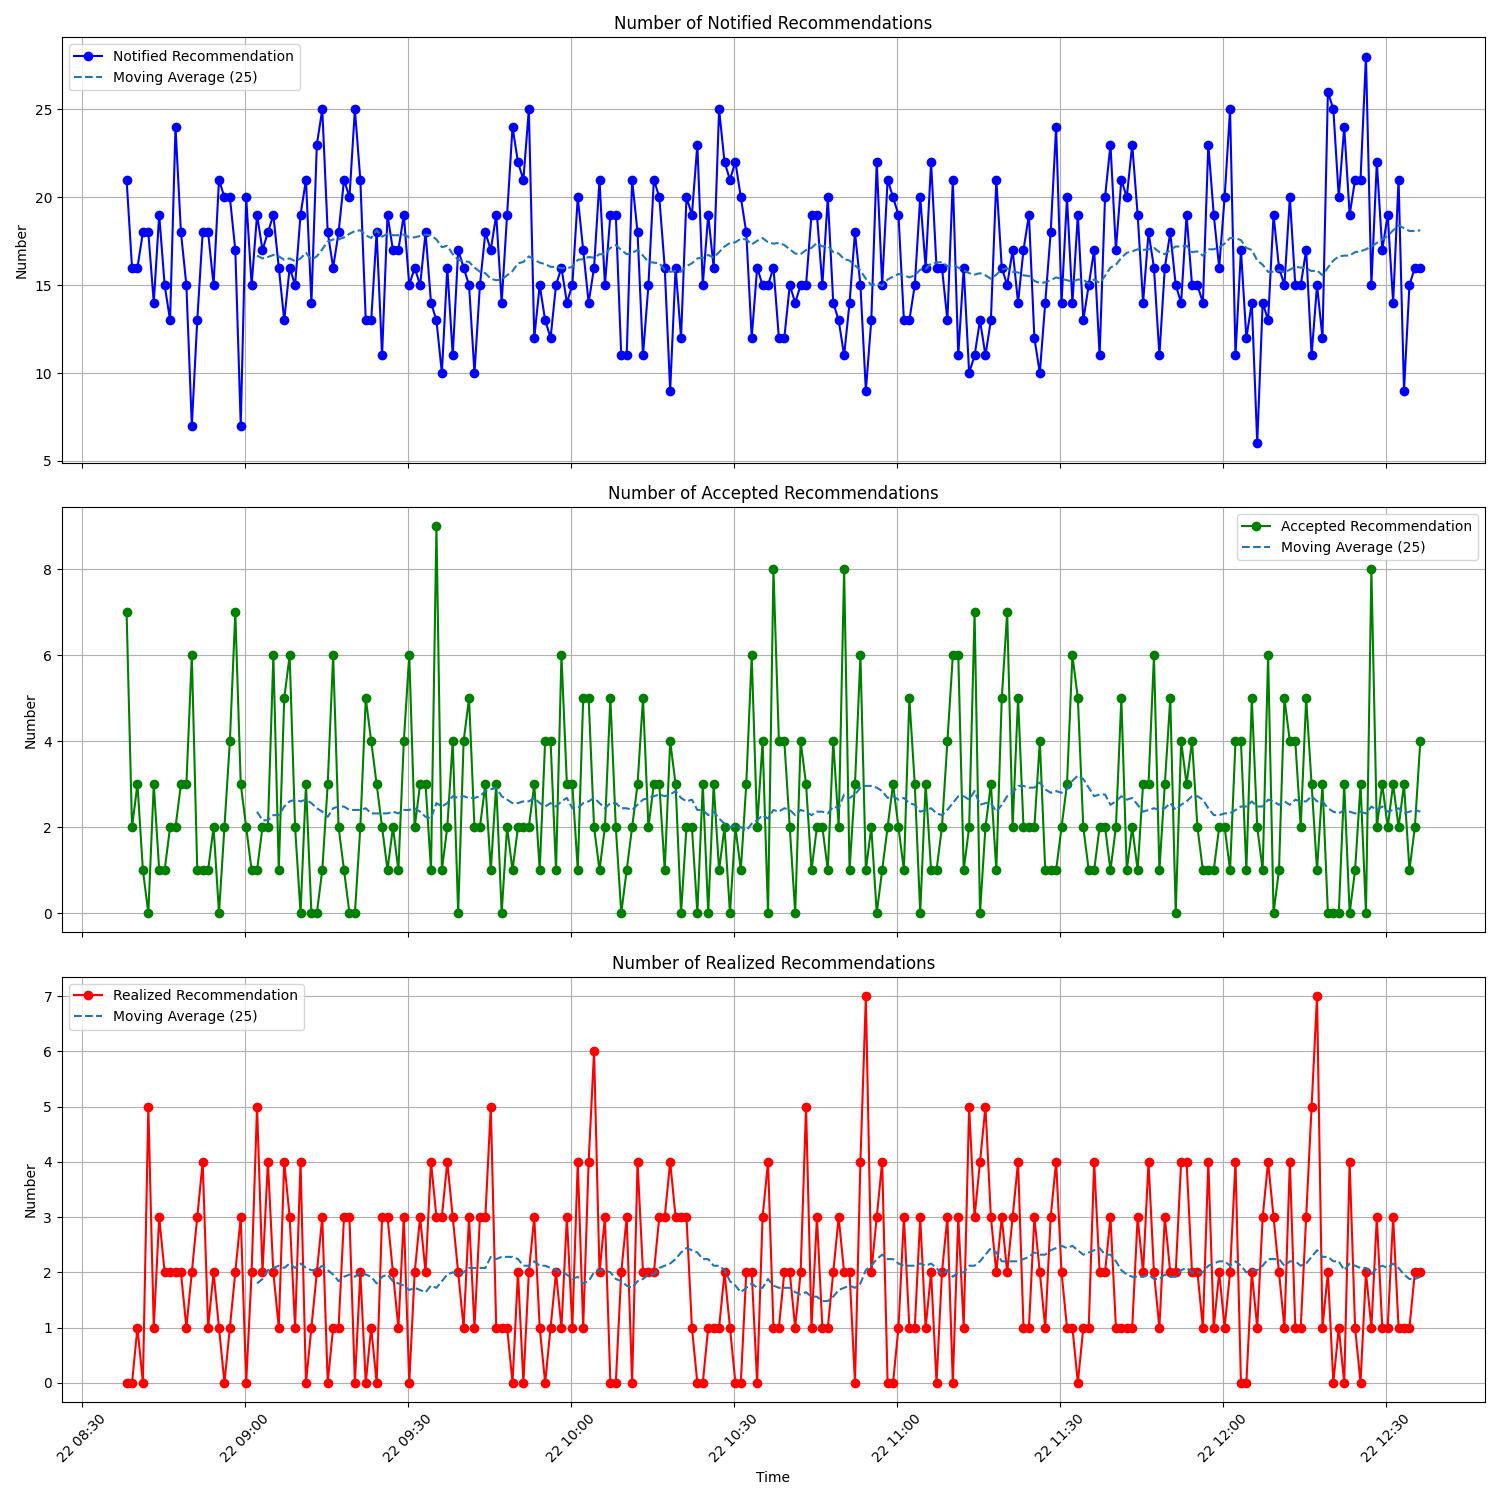 Number of Notified Recommendations
Notified Recommendation
Moving Average (25)
Number
25
20
15
10
5
Number of Accepted Recommendations
Accepted Recommendation
Moving Average (25)
Number
8
6
4
2
0
Number of Realized Recommendations
Realized Recommendation
Moving Average (25)
Number
7
6
5
4
3
2
1
0
22 08:30
22 09:00
22 09:30
22 10:00
22 10:30
22 11:00
22 11:30
22 12:00
22 12:30
Time